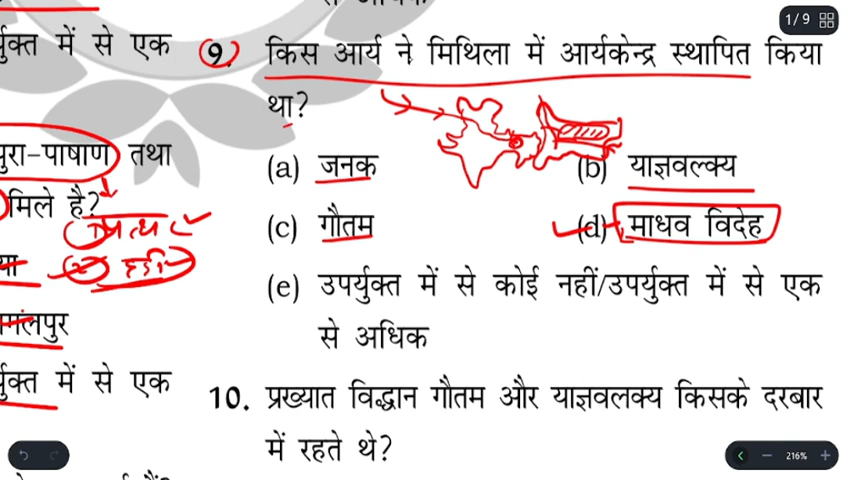 1/9
र्युक्त में से एक
पुरा-पाषाण तथा
मिले है?
पुर
र्युक्त में से एक
9. किस आर्य ने मिथिला में आर्यकेन्द्र स्थापित किया
था?
(a) जनक (b) याज्ञवल्क्य
(c) गौतम (d) माधव विदेह
(e) उपर्युक्त में से कोई नहीं/उपर्युक्त में से एक
से अधिक
10. प्रख्यात विद्वान गौतम और याज्ञवलक्य किसके दरबार
में रहते थे?
216%